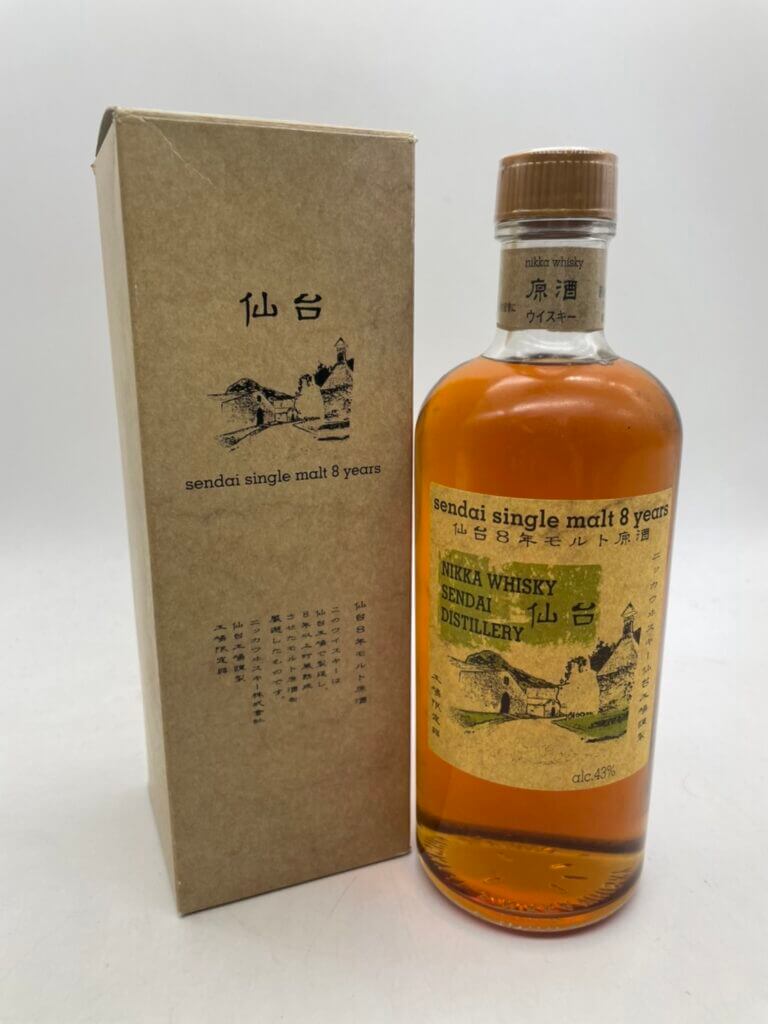 仙台
sendai single malt 8 years
仙台8年モルト原酒
このウイスキーは
仙台工場で製造し、
8年以上貯蔵熟成
させたモルト原酒を
厳選したものです。
ニッカウヰスキー株式會社
仙台工場謹製
工場限定品
nikka whisky
原酒
ウイスキー
sendai single malt 8 years
仙台8年モルト原酒
NIKKA WHISKY
SENDAI
DISTILLERY
仙台
ニッカウヰスキー仙台工場謹製
工場限定品
alc.43%